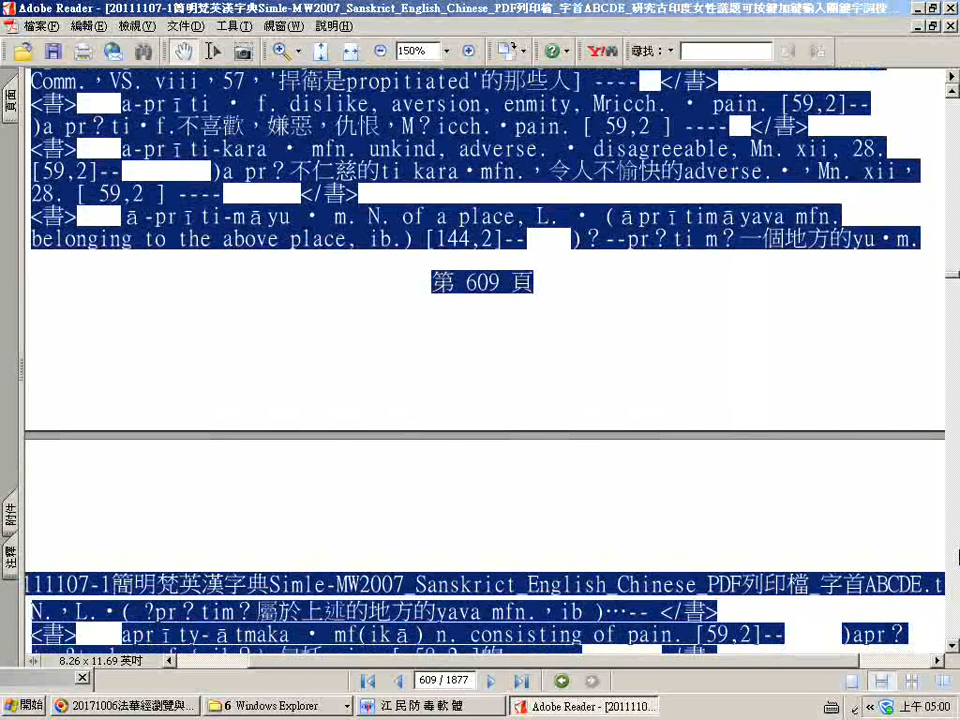 Adobe Reader - [20111107-1簡明梵英漢字典Simle-MW2007_Sanskrict_English_Chinese_PDF列印檔_字首ABCDE_研究古印度女性議題可按鍵加鍵輸入關鍵字詞搜...
檔案(F) 編輯(E) 檢視(V) 文件(D) 工具(T) 視窗(W) 說明(H)
150% 尋找:
頁面
Comm.，VS. viii，57，'捍衛是propitiated'的那些人] ---- </書>
<書> a-prīti • f. dislike, aversion, enmity, Mṛicch. • pain. [59,2]--
)a pr？ti•f.不喜歡，嫌惡，仇恨，M？icch.•pain. [ 59,2 ] ---- </書>
<書> a-prīti-kara • mfn. unkind, adverse. • disagreeable, Mn. xii, 28.
[59,2]-- )a pr？不仁慈的ti kara•mfn.，令人不愉快的adverse.•，Mn. xii，
28. [ 59,2 ] ---- </書>
<書> ā-prīti-māyu • m. N. of a place, L. • (āprītimāyava mfn.
belonging to the above place, ib.) [144,2]-- )？--pr？ti m？一個地方的yu•m.
第 609 頁
附件
註釋
111107-1簡明梵英漢字典Simle-MW2007_Sanskrict_English_Chinese_PDF列印檔_字首ABCDE.t
N.，L.•( ?pr？tim？屬於上述的地方的yava mfn.，ib )…-- </書>
<書> aprīty-ātmaka • mf(ikā) n. consisting of pain. [59,2]-- )apr？
8.26 x 11.69 英吋
609 / 1877
開始 20171006法華經瀏覽與... 6 Windows Explorer 江民防毒軟體 Adobe Reader - [2011110... 上午 05:00